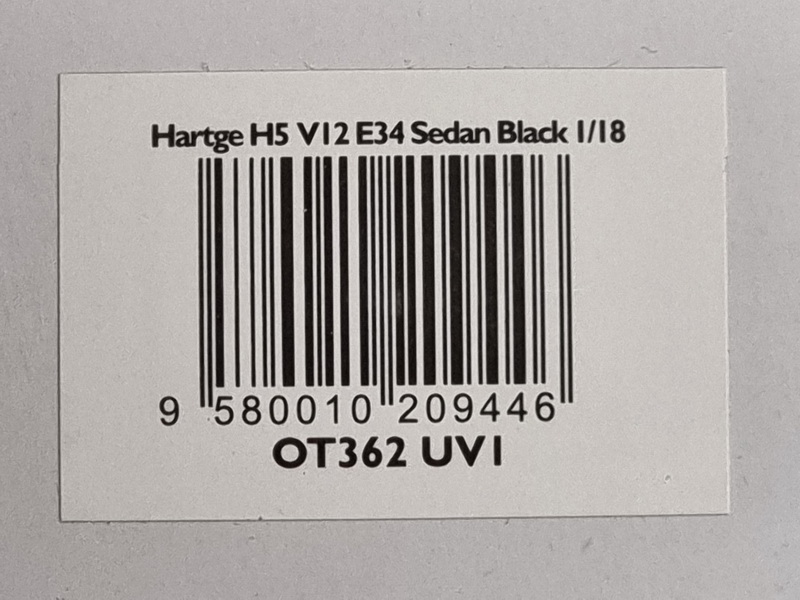 Hartge H5 V12 E34 Sedan Black 1/18
9 580010 209446
OT362 UV1